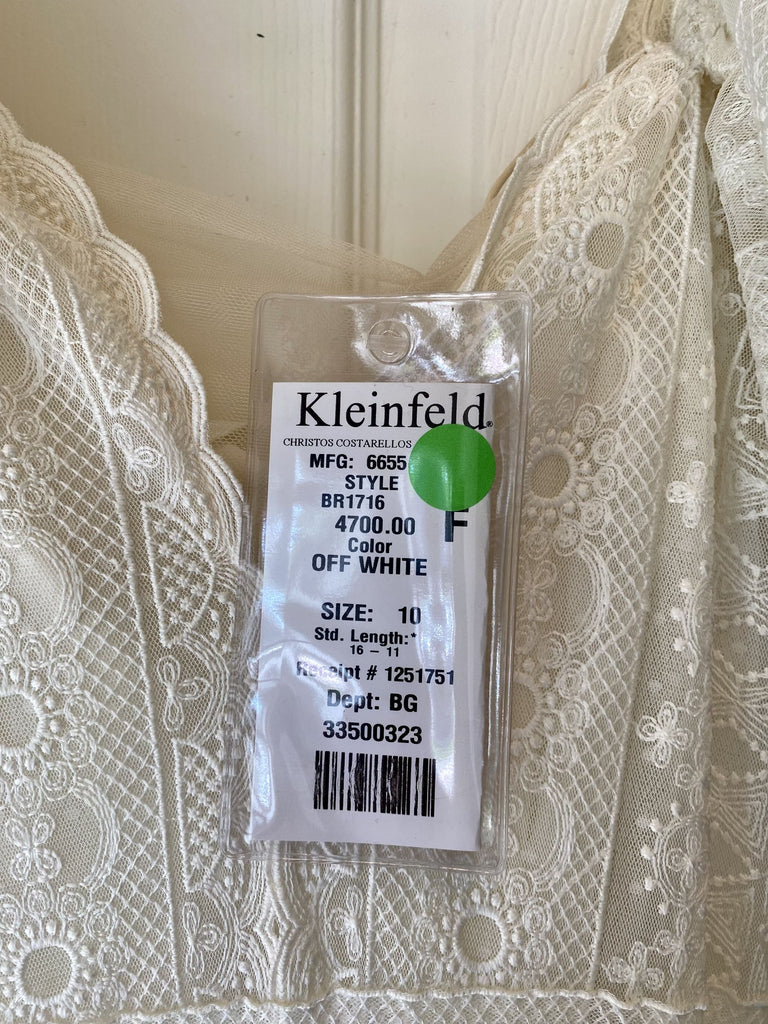 Kleinfeld®
CHRISTOS COSTARELLOS
MFG: 6655
STYLE
BR1716
4700.00
F
Color
OFF WHITE
SIZE: 10
Std. Length:*
16 – 11
Receipt # 1251751
Dept: BG
33500323